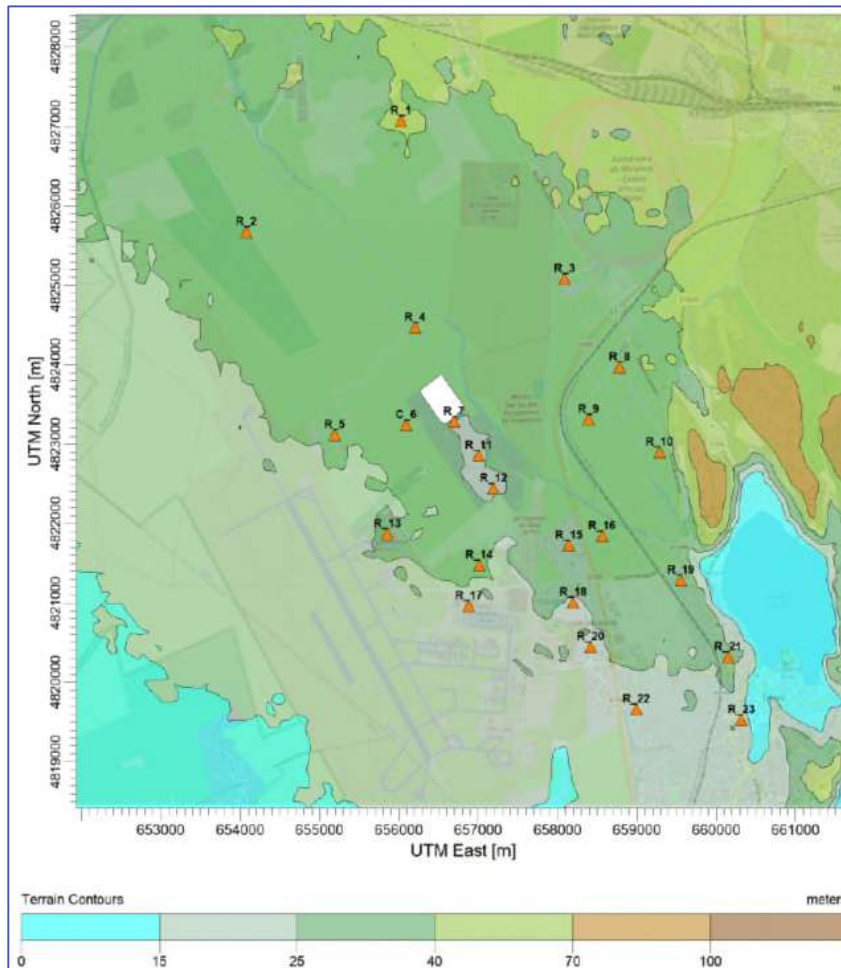 4828000
4827000
4826000
4825000
4824000
4823000
4822000
4821000
4820000
4819000
UTM North [m]
R_1
R_2
R_3
R_4
R_8
R_9
R_7
C_6
R_5
R_10
R_11
R_12
R_13
R_16
R_15
R_14
R_19
R_18
R_17
R_20
R_21
R_22
R_23
653000 654000 655000 656000 657000 658000 659000 660000 661000
UTM East [m]
Terrain Contours meter
0 15 25 40 70 100